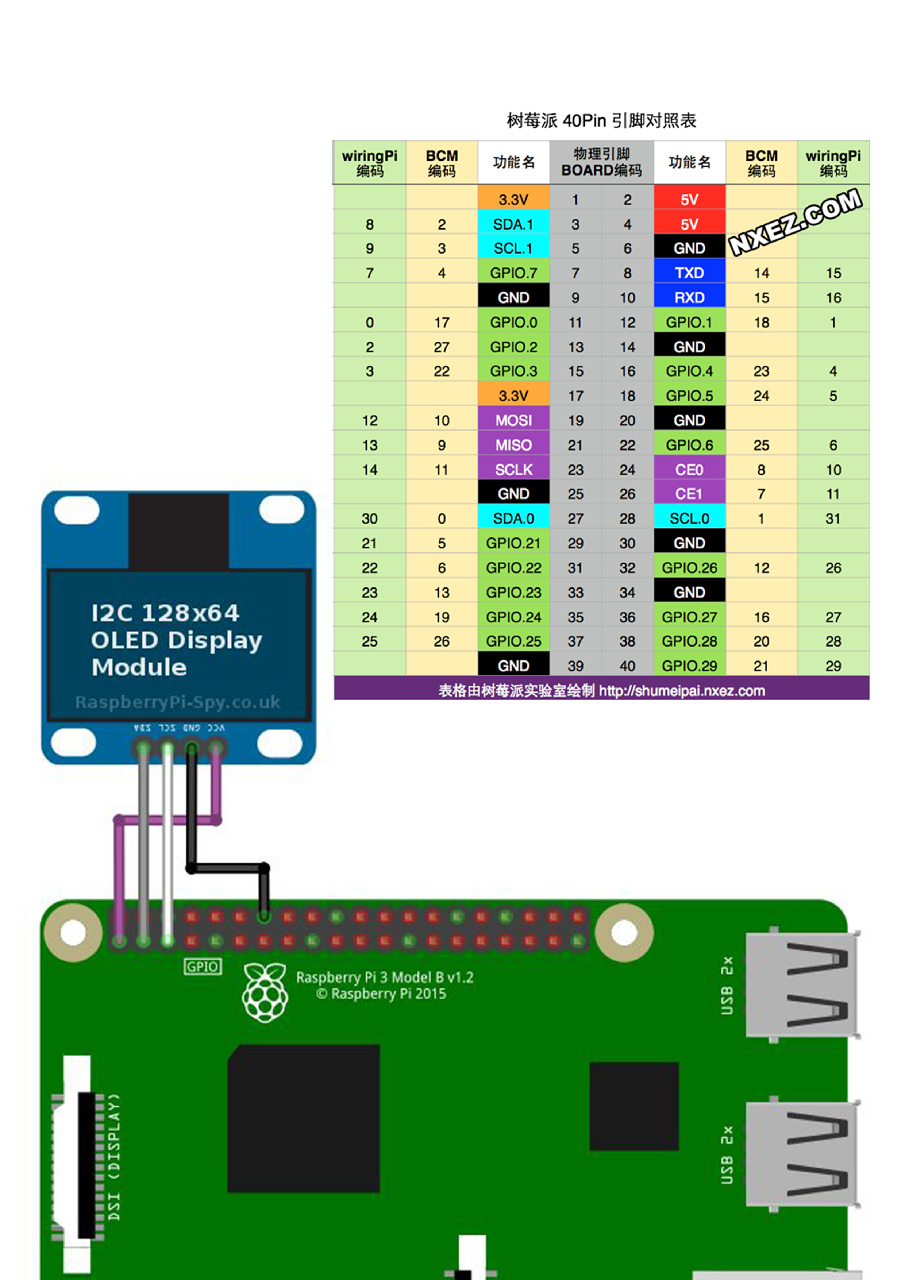 树莓派 40Pin 引脚对照表
wiringPi 编码 BCM 编码 功能名 物理引脚 BOARD编码 功能名 BCM 编码 wiringPi 编码
3.3V 1 2 5V
8 2 SDA.1 3 4 5V
9 3 SCL.1 5 6 GND
7 4 GPIO.7 7 8 TXD 14 15
GND 9 10 RXD 15 16
0 17 GPIO.0 11 12 GPIO.1 18 1
2 27 GPIO.2 13 14 GND
3 22 GPIO.3 15 16 GPIO.4 23 4
3.3V 17 18 GPIO.5 24 5
12 10 MOSI 19 20 GND
13 9 MISO 21 22 GPIO.6 25 6
14 11 SCLK 23 24 CE0 8 10
GND 25 26 CE1 7 11
30 0 SDA.0 27 28 SCL.0 1 31
21 5 GPIO.21 29 30 GND
22 6 GPIO.22 31 32 GPIO.26 12 26
23 13 GPIO.23 33 34 GND
24 19 GPIO.24 35 36 GPIO.27 16 27
25 26 GPIO.25 37 38 GPIO.28 20 28
GND 39 40 GPIO.29 21 29
表格由树莓派实验室绘制 http://shumeipai.nxez.com
NXEZ.COM
I2C 128x64
OLED Display
Module
RaspberryPi-Spy.co.uk
SDA SCL GND VCC
GPIO
Raspberry Pi 3 Model B v1.2
© Raspberry Pi 2015
USB 2x
USB 2x
DSI (DISPLAY)